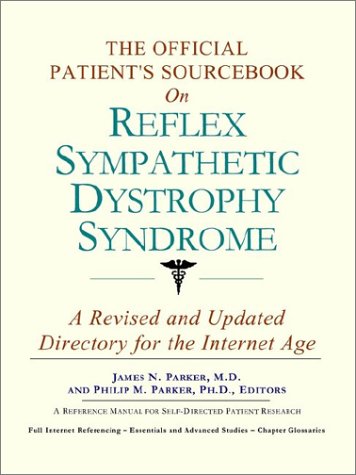 THE OFFICIAL
PATIENT'S SOURCEBOOK
On
REFLEX
SYMPATHETIC
DYSTROPHY
SYNDROME
A Revised and Updated
Directory for the Internet Age
JAMES N. PARKER, M.D.
AND PHILIP M. PARKER, PH.D., EDITORS
A REFERENCE MANUAL FOR SELF-DIRECTED PATIENT RESEARCH
Full Internet Referencing – Essentials and Advanced Studies – Chapter Glossaries